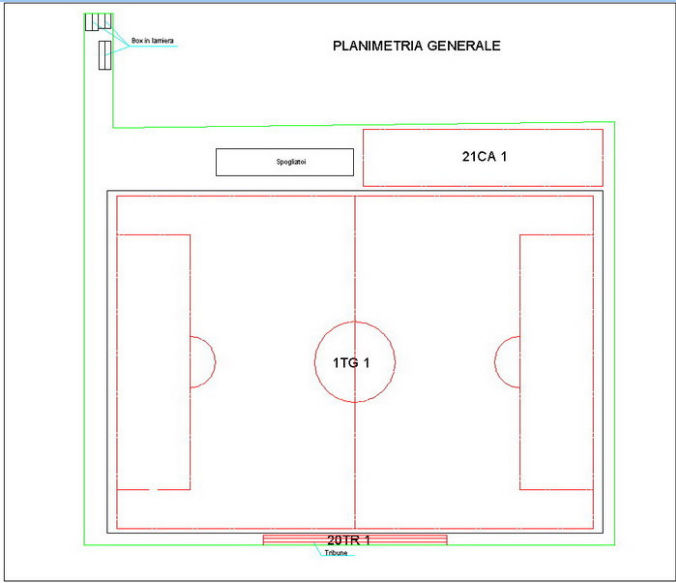 PLANIMETRIA GENERALE
Box in lamiera
Spogliatoi
21CA 1
1TG 1
20TR 1
Tribune